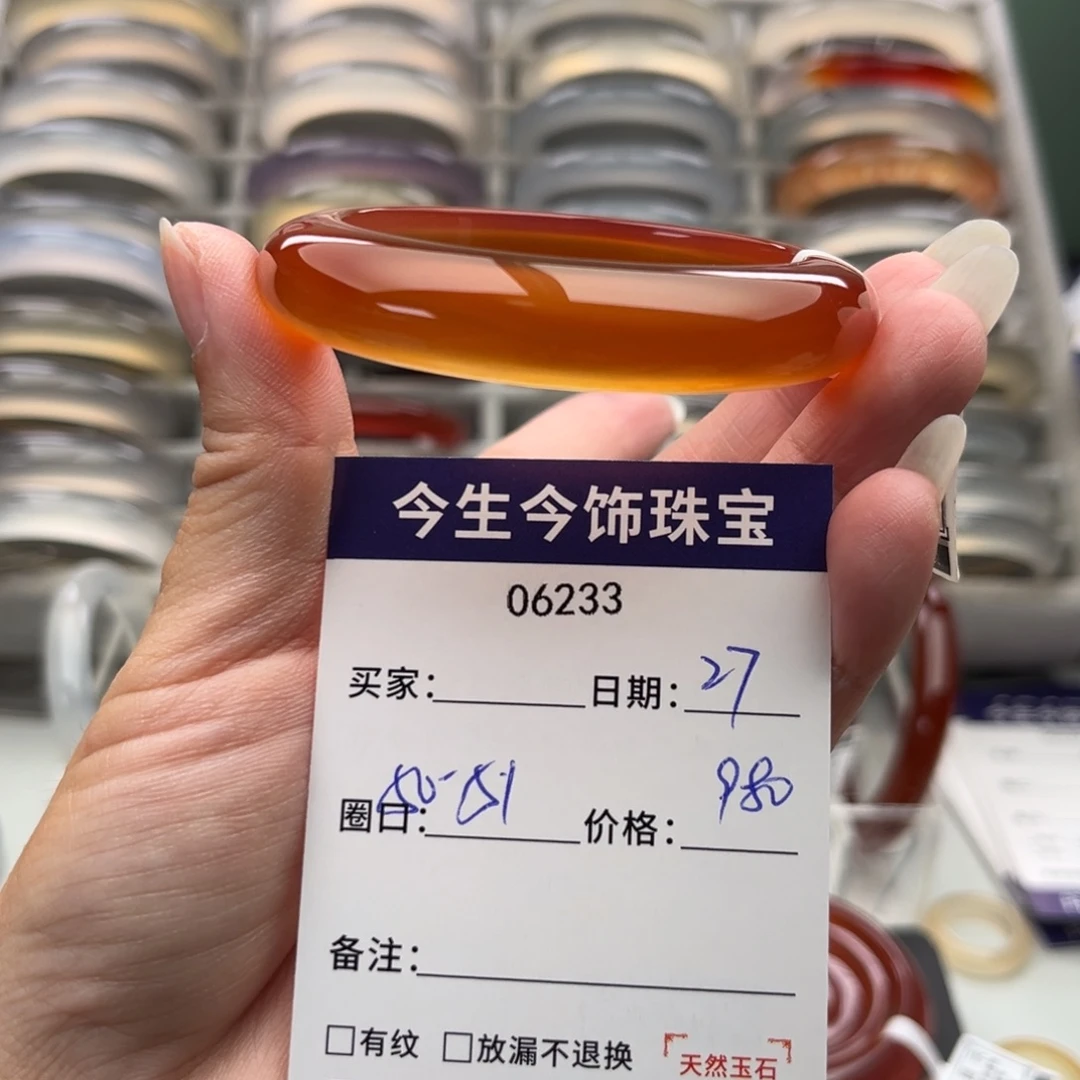 今生今饰珠宝
06233
买家： 日期：27
圈口：50-51 价格：980
备注：
□有纹 □放漏不退换 天然玉石